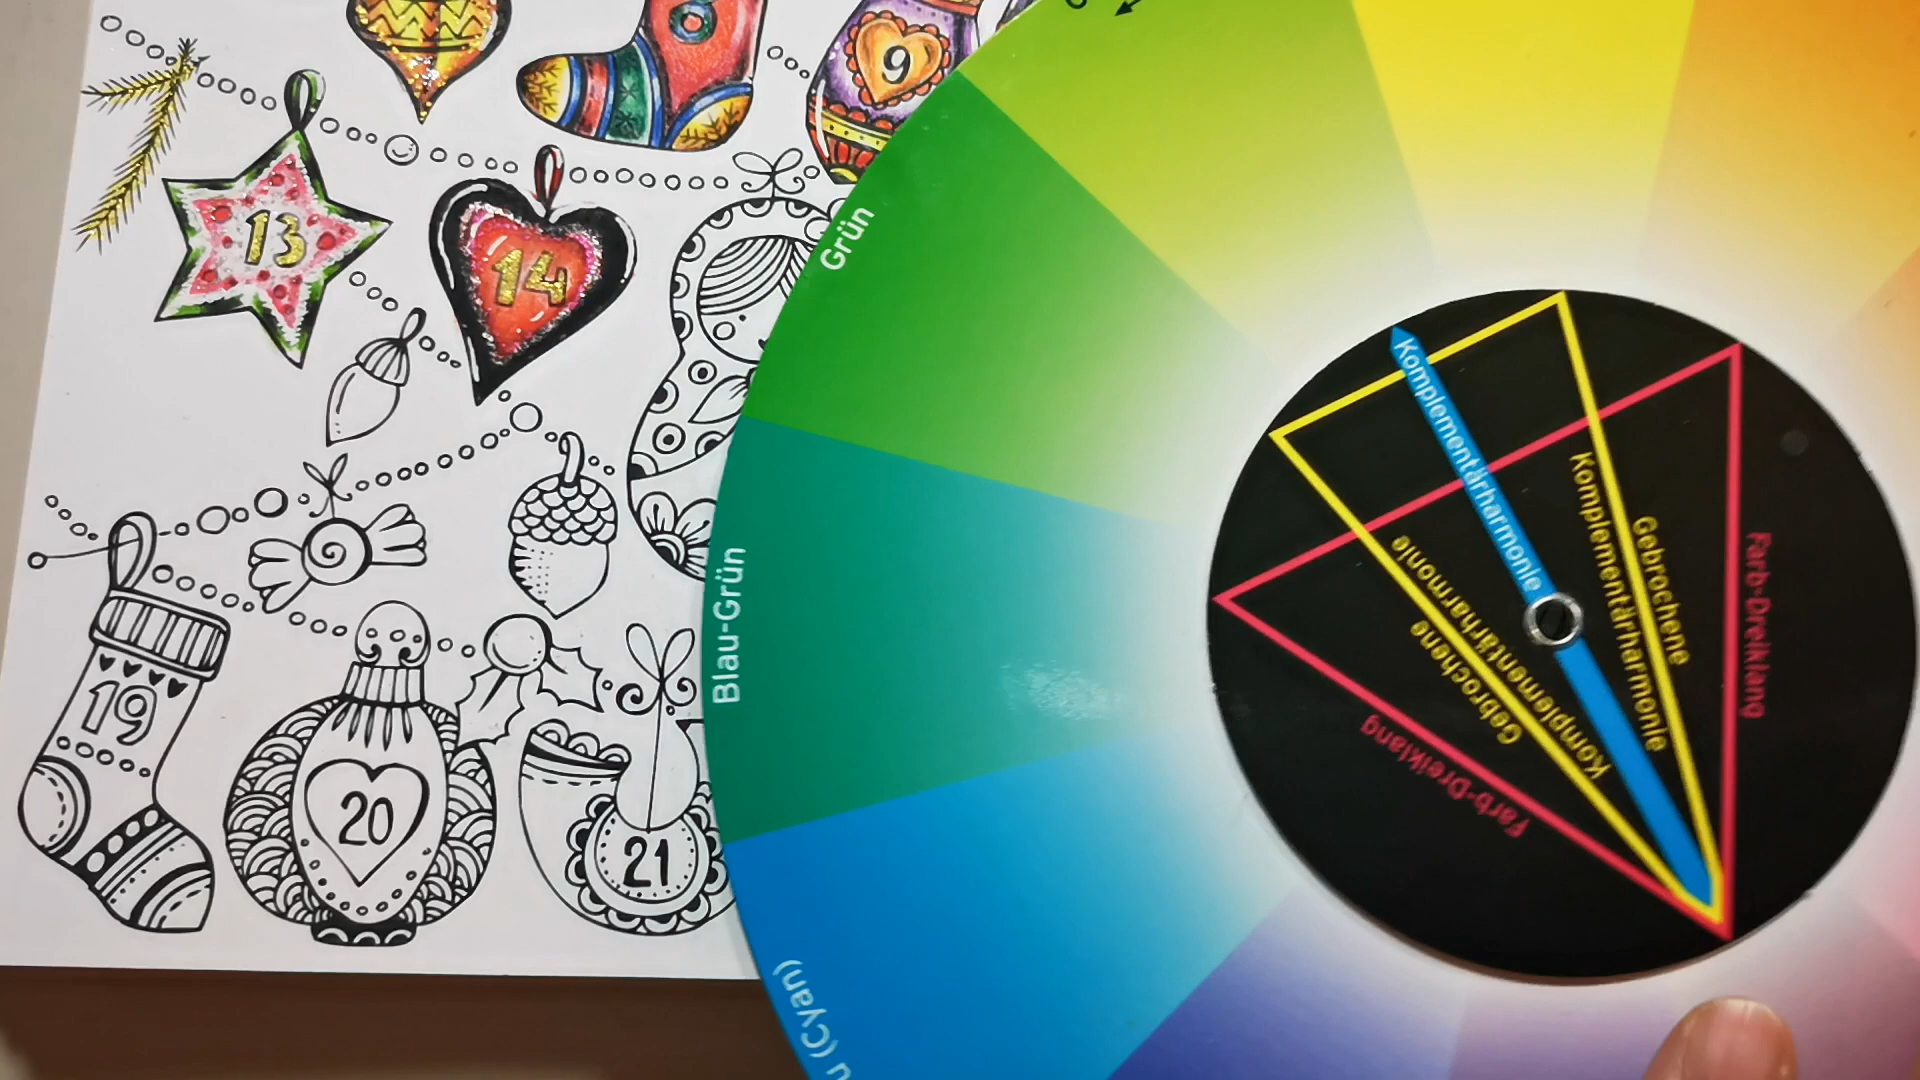 9
13
14
19
20
21
Grün
Blau-Grün
(Cyan)
Komplementärharmonie
Gebrochene
Komplementärharmonie
Gebrochene
Komplementärharmonie
Farb-Dreiklang
Farb-Dreiklang